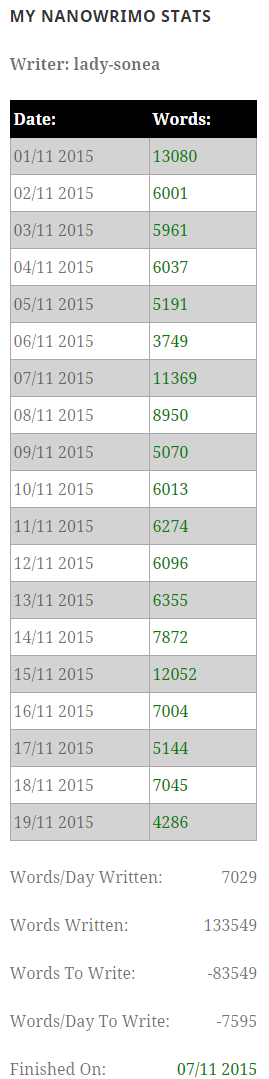 MY NANOWRIMO STATS
Writer: lady-sonea
Date: Words:
01/11 2015 13080
02/11 2015 6001
03/11 2015 5961
04/11 2015 6037
05/11 2015 5191
06/11 2015 3749
07/11 2015 11369
08/11 2015 8950
09/11 2015 5070
10/11 2015 6013
11/11 2015 6274
12/11 2015 6096
13/11 2015 6355
14/11 2015 7872
15/11 2015 12052
16/11 2015 7004
17/11 2015 5144
18/11 2015 7045
19/11 2015 4286
Words/Day Written: 7029
Words Written: 133549
Words To Write: -83549
Words/Day To Write: -7595
Finished On: 07/11 2015